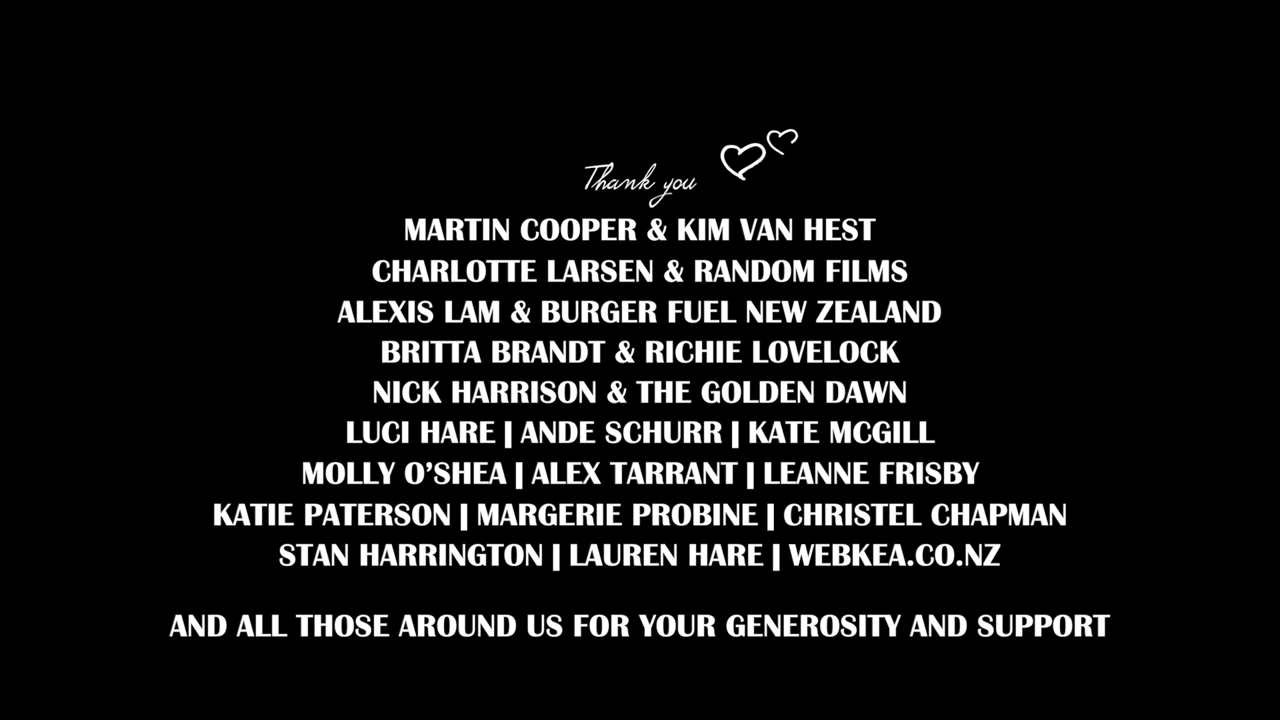 Thank you
MARTIN COOPER & KIM VAN HEST
CHARLOTTE LARSEN & RANDOM FILMS
ALEXIS LAM & BURGER FUEL NEW ZEALAND
BRITTA BRANDT & RICHIE LOVELOCK
NICK HARRISON & THE GOLDEN DAWN
LUCI HARE | ANDE SCHURR | KATE MCGILL
MOLLY O’SHEA | ALEX TARRANT | LEANNE FRISBY
KATIE PATERSON | MARGERIE PROBINE | CHRISTEL CHAPMAN
STAN HARRINGTON | LAUREN HARE | WEBKEA.CO.NZ
AND ALL THOSE AROUND US FOR YOUR GENEROSITY AND SUPPORT